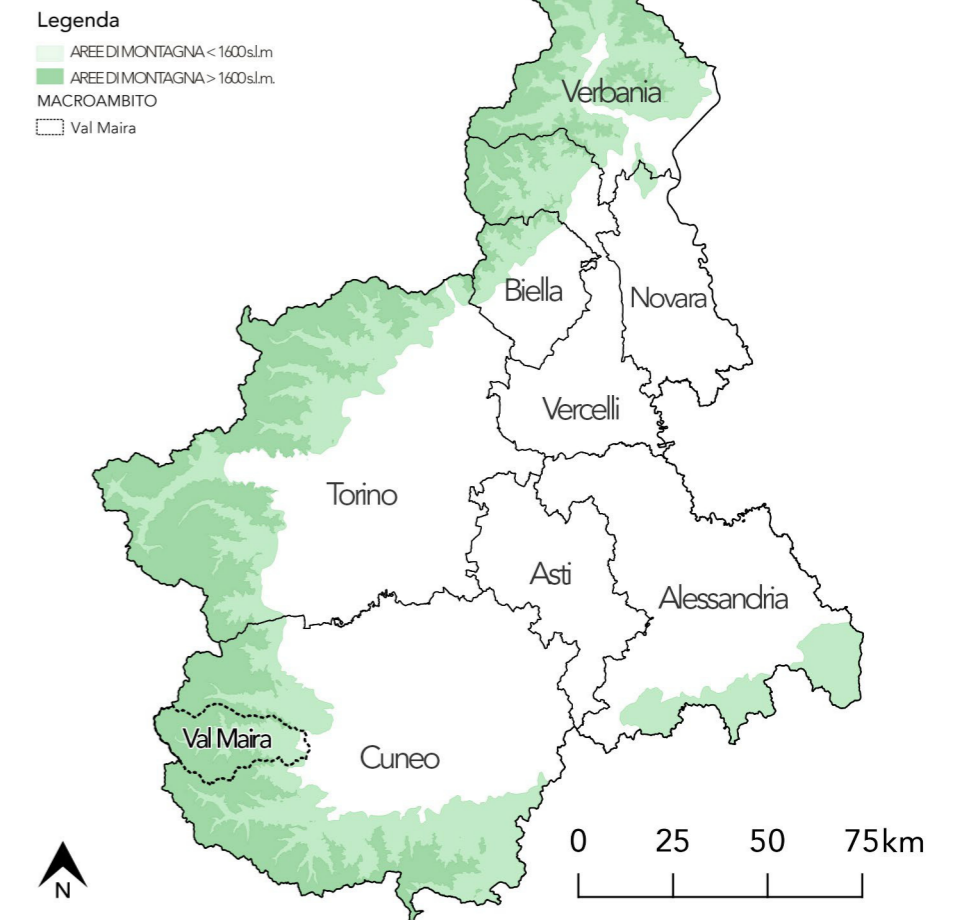 Legenda
AREE DI MONTAGNA < 1600 s.l.m
AREE DI MONTAGNA > 1600 s.l.m.
MACROAMBITO
Val Maira
Verbania
Biella
Novara
Vercelli
Torino
Asti
Alessandria
Val Maira
Cuneo
0 25 50 75km
N